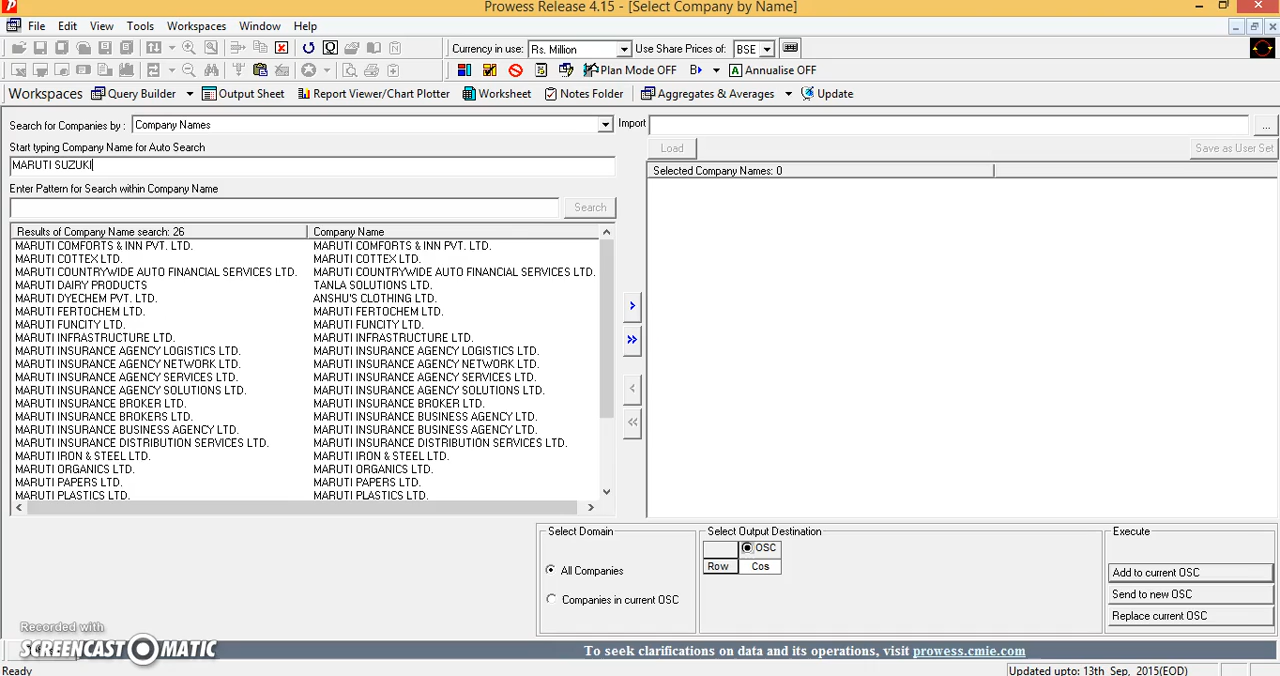 Prowess Release 4.15 - [Select Company by Name]
File Edit View Tools Workspaces Window Help
Currency in use: Rs. Million Use Share Prices of: BSE
Plan Mode OFF B A Annualise OFF
Workspaces Query Builder Output Sheet Report Viewer/Chart Plotter Worksheet Notes Folder Aggregates & Averages Update
Search for Companies by : Company Names Import ...
Start typing Company Name for Auto Search Load Save as User Set
MARUTI SUZUKI
Selected Company Names: 0
Enter Pattern for Search within Company Name
Search
Results of Company Name search: 26 Company Name
MARUTI COMFORTS & INN PVT. LTD. MARUTI COMFORTS & INN PVT. LTD.
MARUTI COTTEX LTD. MARUTI COTTEX LTD.
MARUTI COUNTRYWIDE AUTO FINANCIAL SERVICES LTD. MARUTI COUNTRYWIDE AUTO FINANCIAL SERVICES LTD.
MARUTI DAIRY PRODUCTS TANLA SOLUTIONS LTD.
MARUTI DYECHEM PVT. LTD. ANSHU'S CLOTHING LTD.
MARUTI FERTOCHEM LTD. MARUTI FERTOCHEM LTD.
MARUTI FUNCITY LTD. MARUTI FUNCITY LTD.
MARUTI INFRASTRUCTURE LTD. MARUTI INFRASTRUCTURE LTD.
MARUTI INSURANCE AGENCY LOGISTICS LTD. MARUTI INSURANCE AGENCY LOGISTICS LTD.
MARUTI INSURANCE AGENCY NETWORK LTD. MARUTI INSURANCE AGENCY NETWORK LTD.
MARUTI INSURANCE AGENCY SERVICES LTD. MARUTI INSURANCE AGENCY SERVICES LTD.
MARUTI INSURANCE AGENCY SOLUTIONS LTD. MARUTI INSURANCE AGENCY SOLUTIONS LTD.
MARUTI INSURANCE BROKER LTD. MARUTI INSURANCE BROKER LTD.
MARUTI INSURANCE BROKERS LTD. MARUTI INSURANCE BUSINESS AGENCY LTD.
MARUTI INSURANCE BUSINESS AGENCY LTD. MARUTI INSURANCE BUSINESS AGENCY LTD.
MARUTI INSURANCE DISTRIBUTION SERVICES LTD. MARUTI INSURANCE DISTRIBUTION SERVICES LTD.
MARUTI IRON & STEEL LTD. MARUTI IRON & STEEL LTD.
MARUTI ORGANICS LTD. MARUTI ORGANICS LTD.
MARUTI PAPERS LTD. MARUTI PAPERS LTD.
MARUTI PLASTICS LTD. MARUTI PLASTICS LTD.
Select Domain Select Output Destination Execute
OSC
Row Cos
All Companies
Add to current OSC
Companies in current OSC
Send to new OSC
Replace current OSC
Recorded with
SCREENCAST MATIC
To seek clarifications on data and its operations, visit prowess.cmie.com
Ready Updated upto: 13th Sep, 2015(EOD)